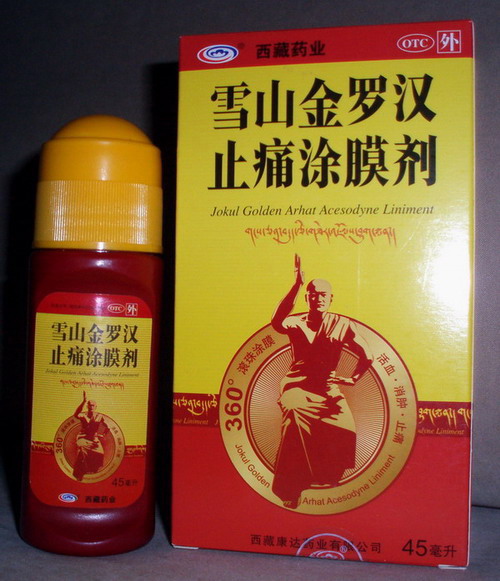 西藏药业
OTC 外
雪山金罗汉
止痛涂膜剂
Jokul Golden Arhat Acesodyne Liniment
360° 滚珠涂膜
活血·消肿·止痛
Jokul Golden Arhat Acesodyne Liniment
odyne Liniment
西藏康达药业有限公司
45毫升
OTC 外
雪山金罗汉
止痛涂膜剂
Jokul Golden Arhat Acesodyne Liniment
360°
45毫升
西藏药业